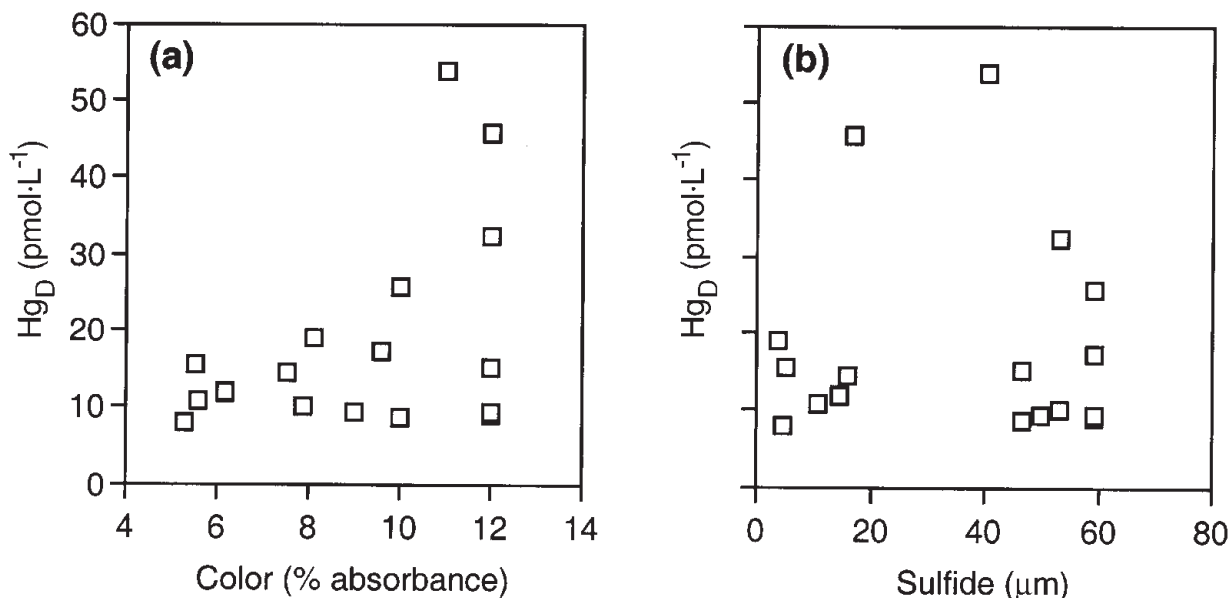 (a)
60
50
40
30
20
10
0
Hg_D (pmol·L⁻¹)
4 6 8 10 12 14
Color (% absorbance)
(b)
Hg_D (pmol·L⁻¹)
0 20 40 60 80
Sulfide (μm)